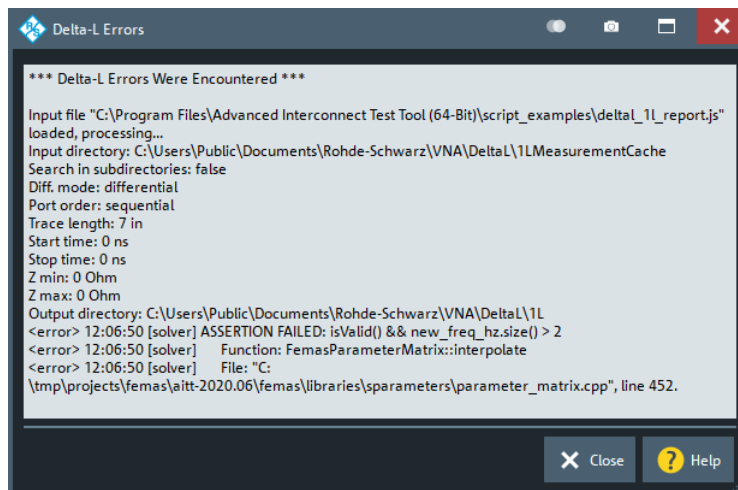 Delta-L Errors
*** Delta-L Errors Were Encountered ***
Input file "C:\Program Files\Advanced Interconnect Test Tool (64-Bit)\script_examples\deltal_1l_report.js"
loaded, processing...
Input directory: C:\Users\Public\Documents\Rohde-Schwarz\VNA\DeltaL\1LMeasurementCache
Search in subdirectories: false
Diff. mode: differential
Port order: sequential
Trace length: 7 in
Start time: 0 ns
Stop time: 0 ns
Z min: 0 Ohm
Z max: 0 Ohm
Output directory: C:\Users\Public\Documents\Rohde-Schwarz\VNA\DeltaL\1L
<error> 12:06:50 [solver] ASSERTION FAILED: isValid() && new_freq_hz.size() > 2
<error> 12:06:50 [solver]    Function: FemasParameterMatrix::interpolate
<error> 12:06:50 [solver]    File: "C:
\tmp\projects\femas\aitt-2020.06\femas\libraries\sparameters\parameter_matrix.cpp", line 452.
Close
Help